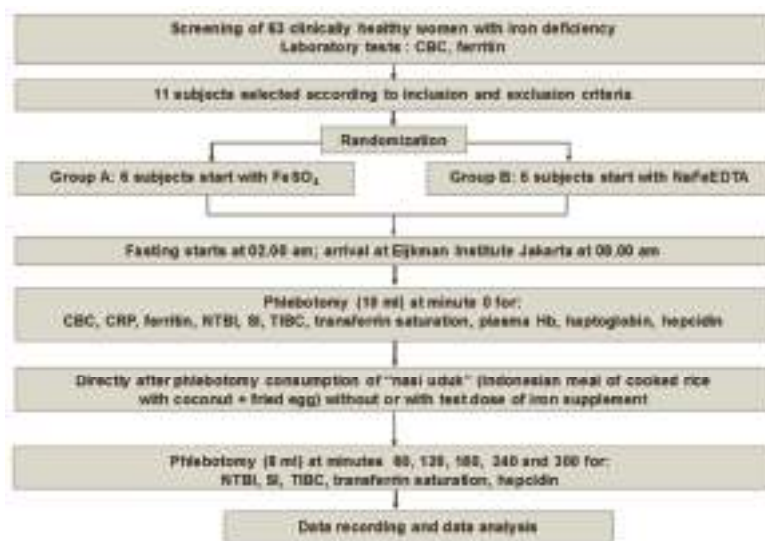 Screening of 63 clinically healthy women with iron deficiency
Laboratory tests : CBC, ferritin
11 subjects selected according to inclusion and exclusion criteria
Randomization
Group A: 6 subjects start with FeSO₄
Group B: 5 subjects start with NaFeEDTA
Fasting starts at 02.00 am; arrival at Eijkman Institute Jakarta at 08.00 am
Phlebotomy (10 ml) at minute 0 for:
CBC, CRP, ferritin, NTBI, SI, TIBC, transferrin saturation, plasma Hb, haptoglobin, hepcidin
Directly after phlebotomy consumption of "nasi uduk" (Indonesian meal of cooked rice
with coconut + fried egg) without or with test dose of iron supplement
Phlebotomy (8 ml) at minutes 60, 120, 180, 240 and 300 for:
NTBI, SI, TIBC, transferrin saturation, hepcidin
Data recording and data analysis